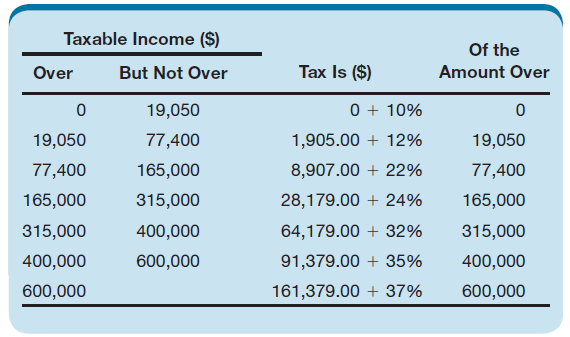 Taxable Income ($)
Of the
Over But Not Over Tax Is ($) Amount Over
0 19,050 0 + 10% 0
19,050 77,400 1,905.00 + 12% 19,050
77,400 165,000 8,907.00 + 22% 77,400
165,000 315,000 28,179.00 + 24% 165,000
315,000 400,000 64,179.00 + 32% 315,000
400,000 600,000 91,379.00 + 35% 400,000
600,000 161,379.00 + 37% 600,000